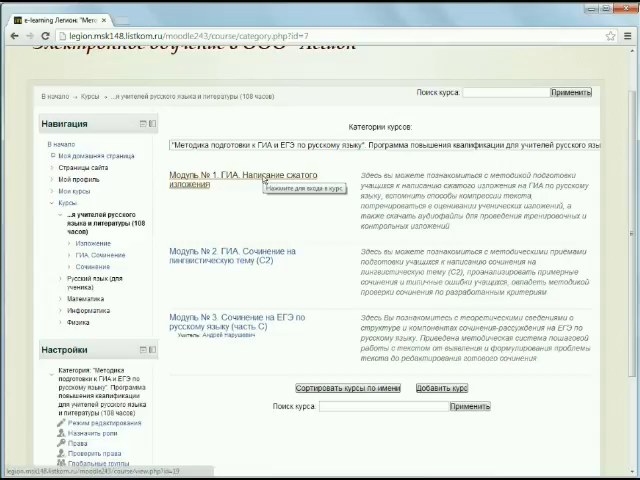 e-learning Легион: "Мето
legion.msk148.listkom.ru/moodle243/course/category.php?id=7
Электронное обучение в ООО "Легион"
В начало Курсы ...я учителей русского языка и литературы (108 часов)
Поиск курса:
Применить
Навигация
В начало
Моя домашняя страница
Страницы сайта
Мой профиль
Мои курсы
Курсы
...я учителей русского
языка и литературы (108
часов)
Изложение
ГИА. Сочинение
Сочинения
Русский язык (для
ученика)
Математика
Информатика
Физика
Категории курсов:
"Методика подготовки к ГИА и ЕГЭ по русскому языку". Программа повышения квалификации для учителей русского язы
Модуль № 1. ГИА. Написание сжатого
изложения
Нажмите для входа в курс
Здесь вы можете познакомиться с методикой подготовки
учащихся к написанию сжатого изложения на ГИА по русскому
языку, вспомнить способы компрессии текста,
потренироваться в оценивании ученических изложений, а
также скачать аудиофайлы для проведения тренировочных и
контрольных изложений
Модуль № 2. ГИА. Сочинение на
лингвистическую тему (С2)
Здесь вы можете познакомиться с методическими приёмами
подготовки учащихся к написанию сочинения на
лингвистическую тему (С2), проанализировать примерные
сочинения и типичные ошибки учащихся, овладеть методикой
проверки сочинения по разработанным критериям
Модуль № 3. Сочинение на ЕГЭ по
русскому языку (часть С)
Учитель: Андрей Нарушевич
Здесь Вы познакомитесь с теоретическими сведениями о
структуре и компонентах сочинения-рассуждения на ЕГЭ по
русскому языку. Приведена методическая система пошаговой
работы с текстом от выявления и формулирования проблемы
текста до редактирования готового сочинения
Сортировать курсы по имени
Добавить курс
Поиск курса:
Применить
Настройки
Категория: "Методика
подготовки к ГИА и ЕГЭ по
русскому языку". Программа
повышения квалификации
для учителей русского языка
и литературы (108 часов)
Режим редактирования
Назначить роли
Права
Проверить права
Глобальные группы
legion.msk148.listkom.ru/moodle243/course/view.php?id=19